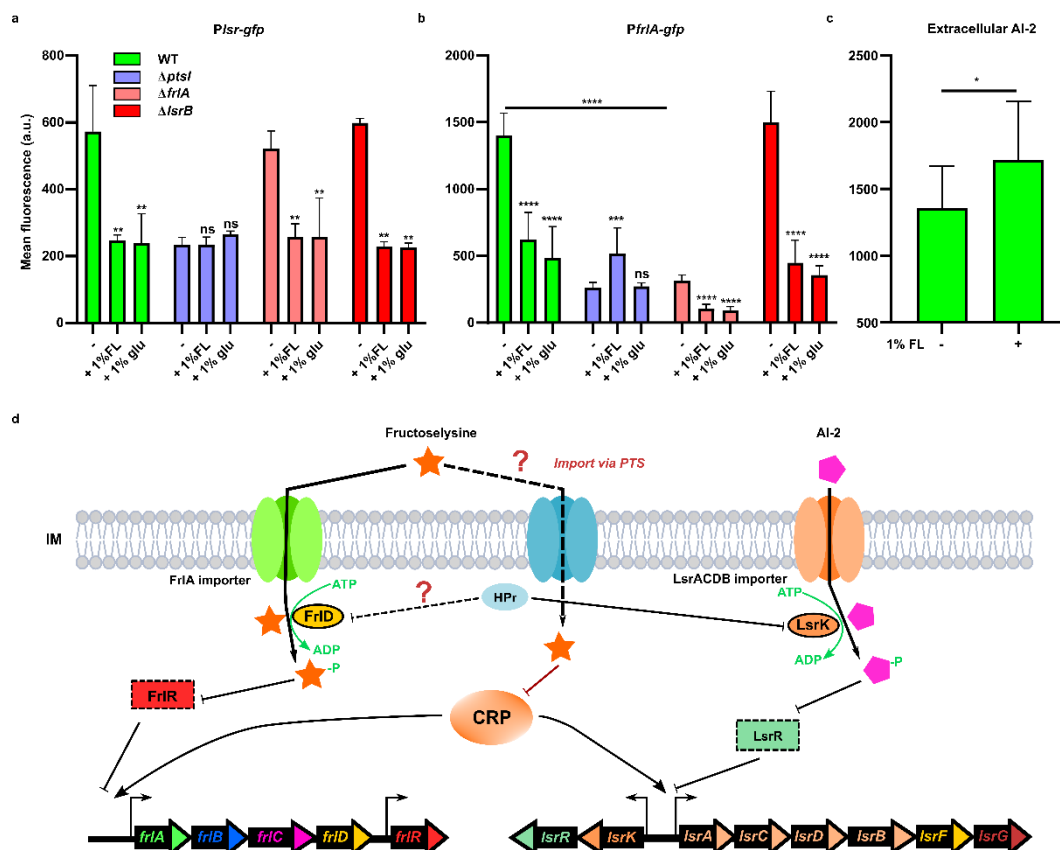 a
Plsr-gfp
800
600
400
200
0
Mean fluorescence (a.u.)
WT
ΔptsI
ΔfrlA
ΔlsrB
**
**
ns
ns
**
**
**
**
-
+ 1%FL
+ 1% glu
-
+ 1%FL
+ 1% glu
-
+ 1%FL
+ 1% glu
-
+ 1%FL
+ 1% glu
b
PfrlA-gfp
2000
1500
1000
500
0
****
****
****
***
ns
****
****
****
****
-
+ 1%FL
+ 1% glu
-
+ 1%FL
+ 1% glu
-
+ 1%FL
+ 1% glu
-
+ 1%FL
+ 1% glu
c
Extracellular AI-2
2500
2000
1500
1000
500
*
1% FL
-
+
d
Fructoselysine
AI-2
?
Import via PTS
IM
FrlA importer
LsrACDB importer
ATP
FrlD
ADP
-P
?
HPr
ATP
LsrK
ADP
-P
FrlR
CRP
LsrR
frlA
frlB
frlC
frlD
frlR
lsrR
lsrK
lsrA
lsrC
lsrD
lsrB
lsrF
lsrG